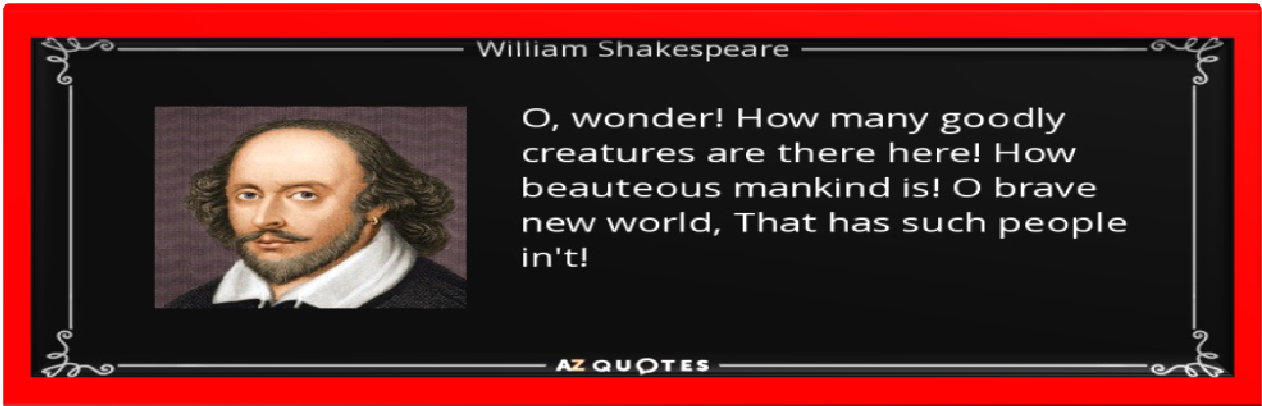 William Shakespeare
O, wonder! How many goodly
creatures are there here! How
beauteous mankind is! O brave
new world, That has such people
in't!
AZ QUOTES